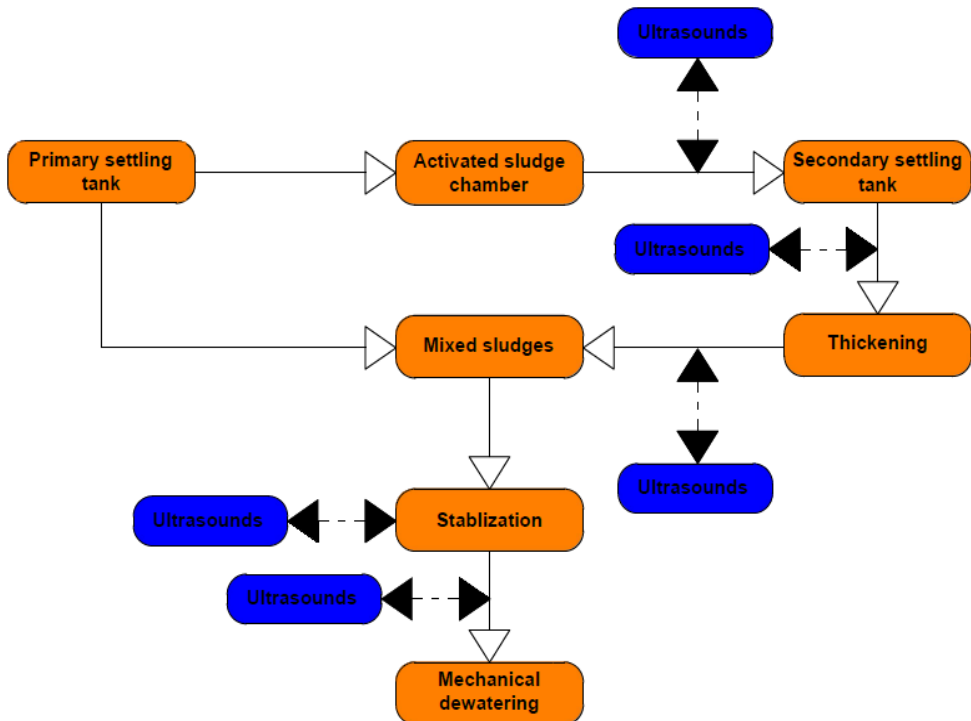 Ultrasounds
Primary settling
tank
Activated sludge
chamber
Secondary settling
tank
Ultrasounds
Mixed sludges
Thickening
Ultrasounds
Ultrasounds
Stablization
Ultrasounds
Mechanical
dewatering